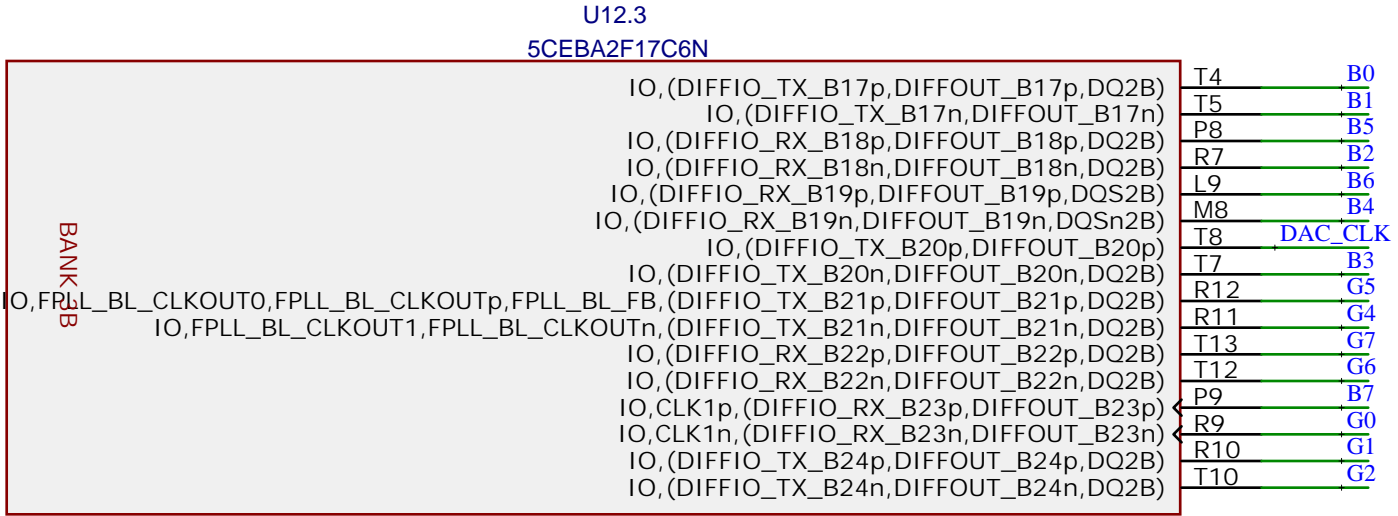 U12.3
5CEBA2F17C6N
IO,(DIFFIO_TX_B17p,DIFFOUT_B17p,DQ2B) T4 B0
IO,(DIFFIO_TX_B17n,DIFFOUT_B17n) T5 B1
IO,(DIFFIO_RX_B18p,DIFFOUT_B18p,DQ2B) P8 B5
IO,(DIFFIO_RX_B18n,DIFFOUT_B18n,DQ2B) R7 B2
IO,(DIFFIO_RX_B19p,DIFFOUT_B19p,DQS2B) L9 B6
IO,(DIFFIO_RX_B19n,DIFFOUT_B19n,DQSn2B) M8 B4
IO,(DIFFIO_TX_B20p,DIFFOUT_B20p) T8 DAC_CLK
IO,(DIFFIO_TX_B20n,DIFFOUT_B20n,DQ2B) T7 B3
IO,FPLL_BL_CLKOUT0,FPLL_BL_CLKOUTp,FPLL_BL_FB,(DIFFIO_TX_B21p,DIFFOUT_B21p,DQ2B) R12 G5
IO,FPLL_BL_CLKOUT1,FPLL_BL_CLKOUTn,(DIFFIO_TX_B21n,DIFFOUT_B21n,DQ2B) R11 G4
IO,(DIFFIO_RX_B22p,DIFFOUT_B22p,DQ2B) T13 G7
IO,(DIFFIO_RX_B22n,DIFFOUT_B22n,DQ2B) T12 G6
IO,CLK1p,(DIFFIO_RX_B23p,DIFFOUT_B23p) P9 B7
IO,CLK1n,(DIFFIO_RX_B23n,DIFFOUT_B23n) R9 G0
IO,(DIFFIO_TX_B24p,DIFFOUT_B24p,DQ2B) R10 G1
IO,(DIFFIO_TX_B24n,DIFFOUT_B24n,DQ2B) T10 G2
BANK 3B